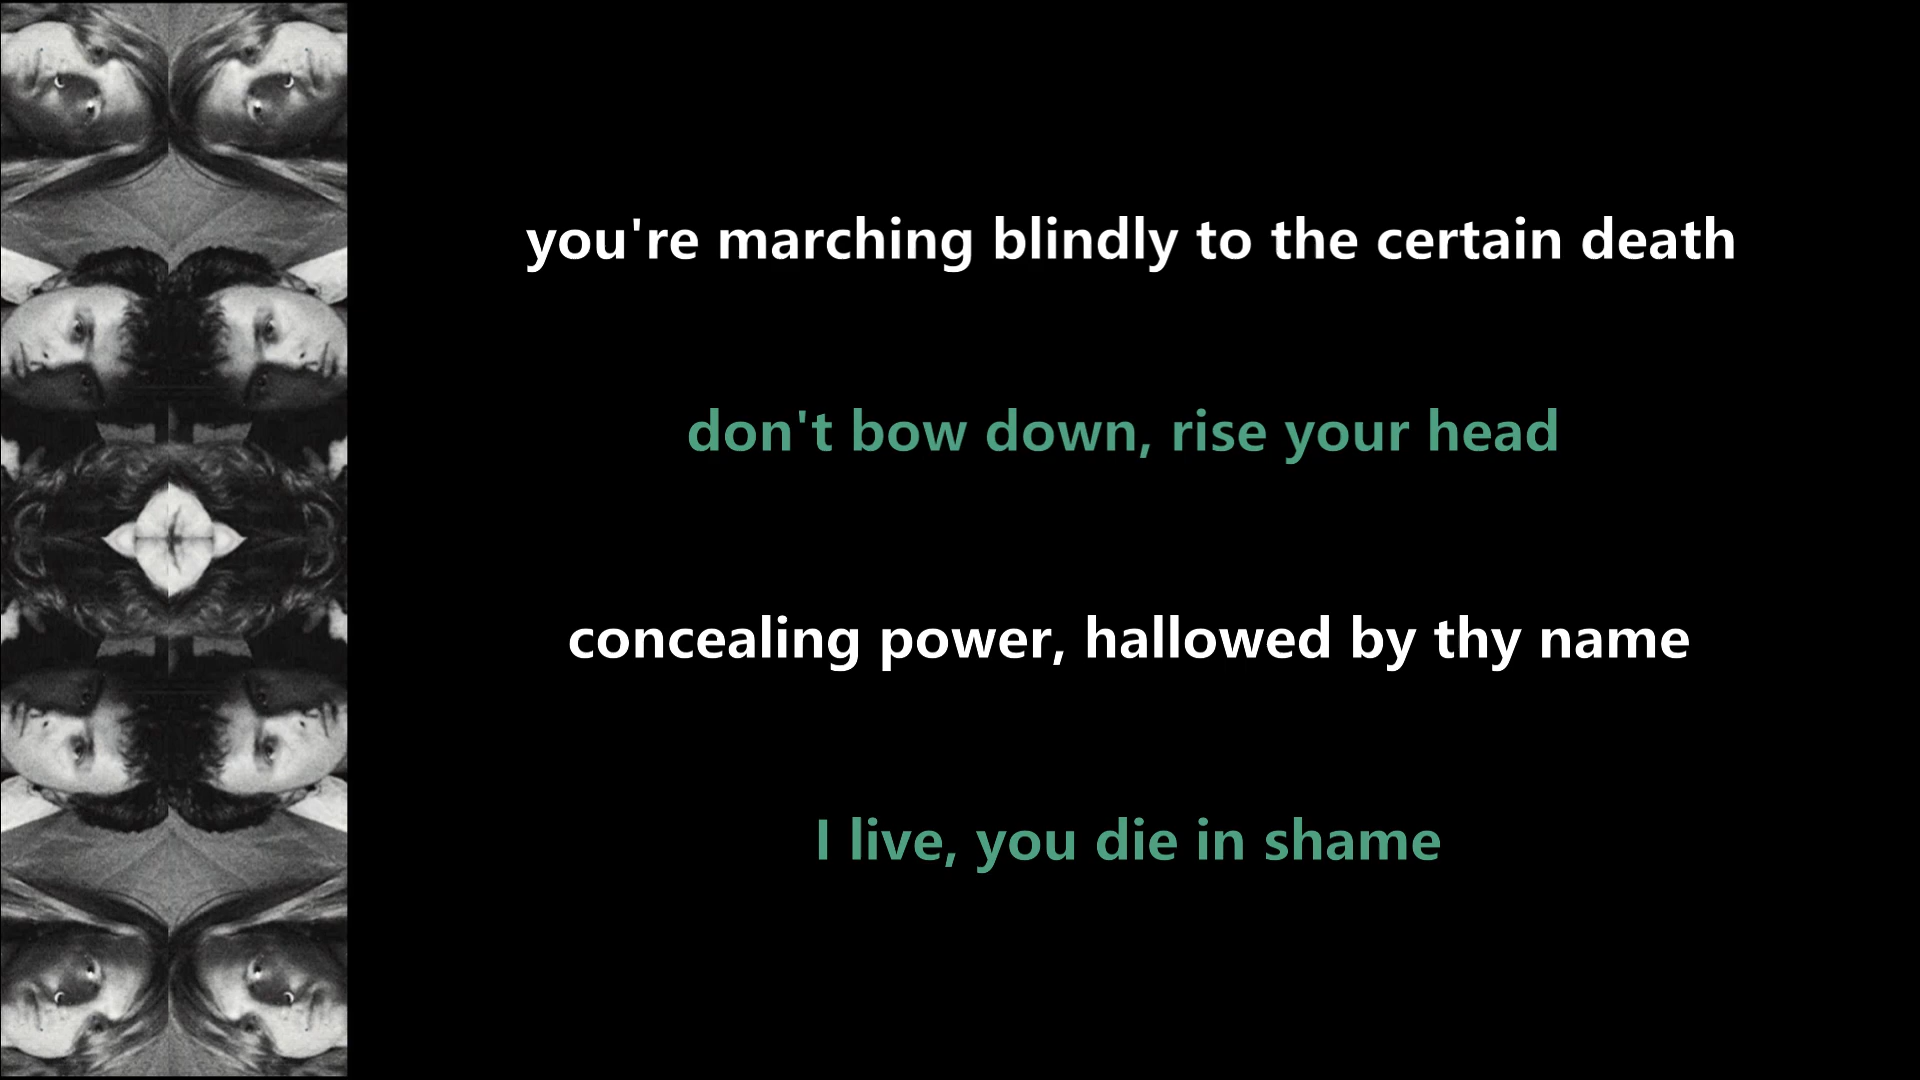 you're marching blindly to the certain death
don't bow down, rise your head
concealing power, hallowed by thy name
I live, you die in shame